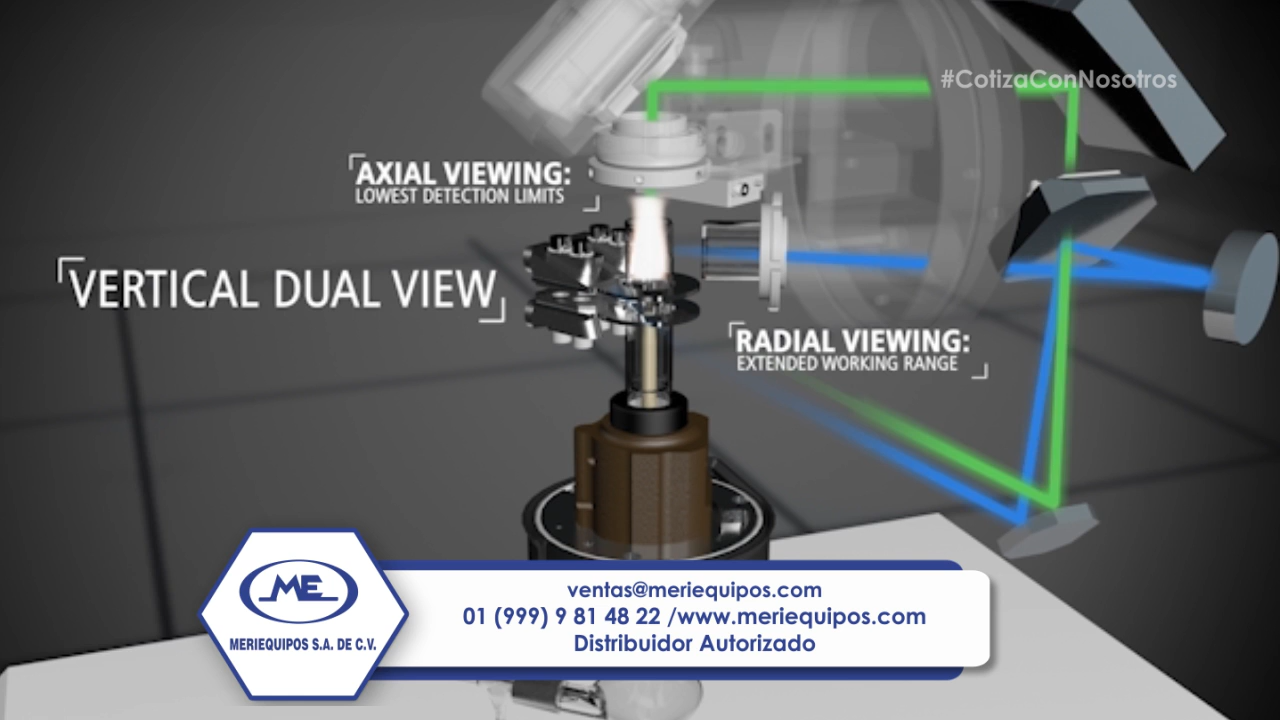 #CotizaConNosotros
AXIAL VIEWING:
LOWEST DETECTION LIMITS
VERTICAL DUAL VIEW
RADIAL VIEWING:
EXTENDED WORKING RANGE
ME
MERIEQUIPOS S.A. DE C.V.
ventas@meriequipos.com
01 (999) 9 81 48 22 /www.meriequipos.com
Distribuidor Autorizado